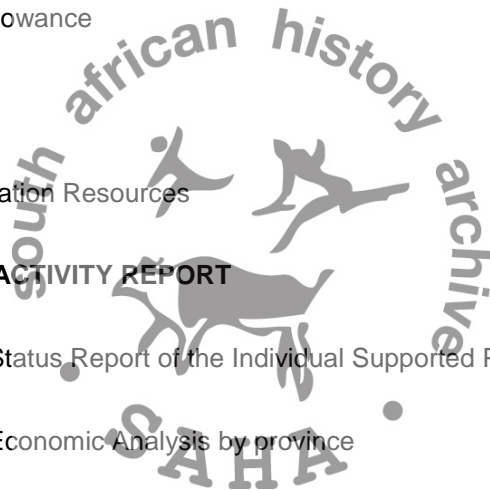 owance
south african history archive
ation Resources
ACTIVITY REPORT
Status Report of the Individual Supported
Economic Analysis by province
SAHA